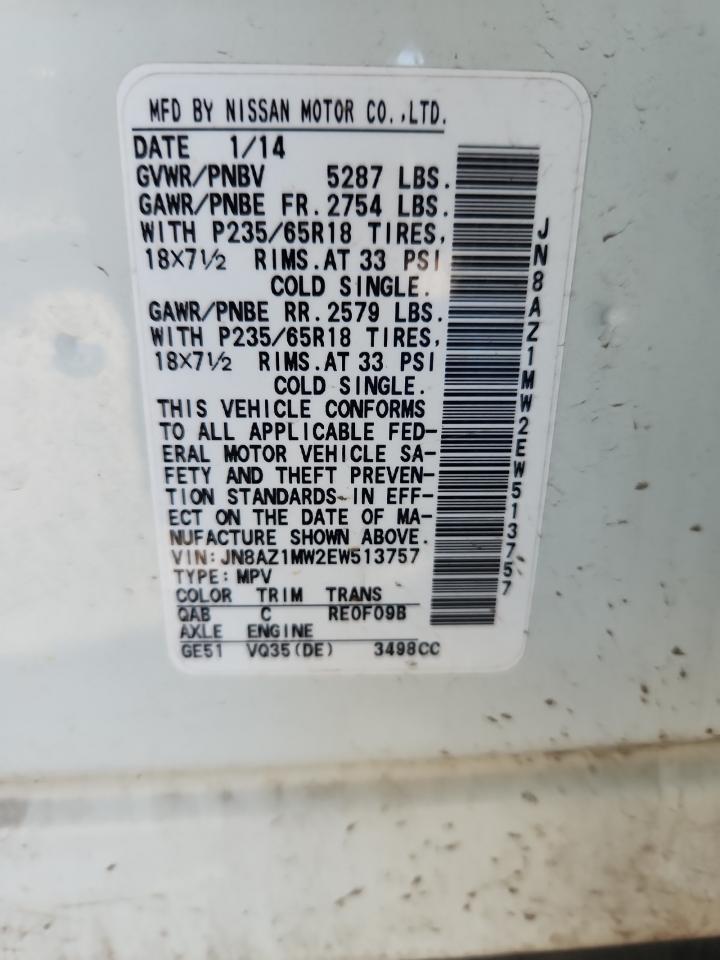 MFD BY NISSAN MOTOR CO.,LTD.
DATE 1/14
GVWR/PNBV 5287 LBS.
GAWR/PNBE FR.2754 LBS.
WITH P235/65R18 TIRES,
18X7½ RIMS.AT 33 PSI
COLD SINGLE.
GAWR/PNBE RR.2579 LBS.
WITH P235/65R18 TIRES,
18X7½ RIMS.AT 33 PSI
COLD SINGLE.
THIS VEHICLE CONFORMS
TO ALL APPLICABLE FED-
ERAL MOTOR VEHICLE SA-
FETY AND THEFT PREVEN-
TION STANDARDS IN EFF-
ECT ON THE DATE OF MA-
NUFACTURE SHOWN ABOVE.
VIN:JN8AZ1MW2EW513757
TYPE:MPV
COLOR TRIM TRANS
QAB C RE0F09B
AXLE ENGINE
GE51 VQ35(DE) 3498CC
JN8AZ1MW2EW513757